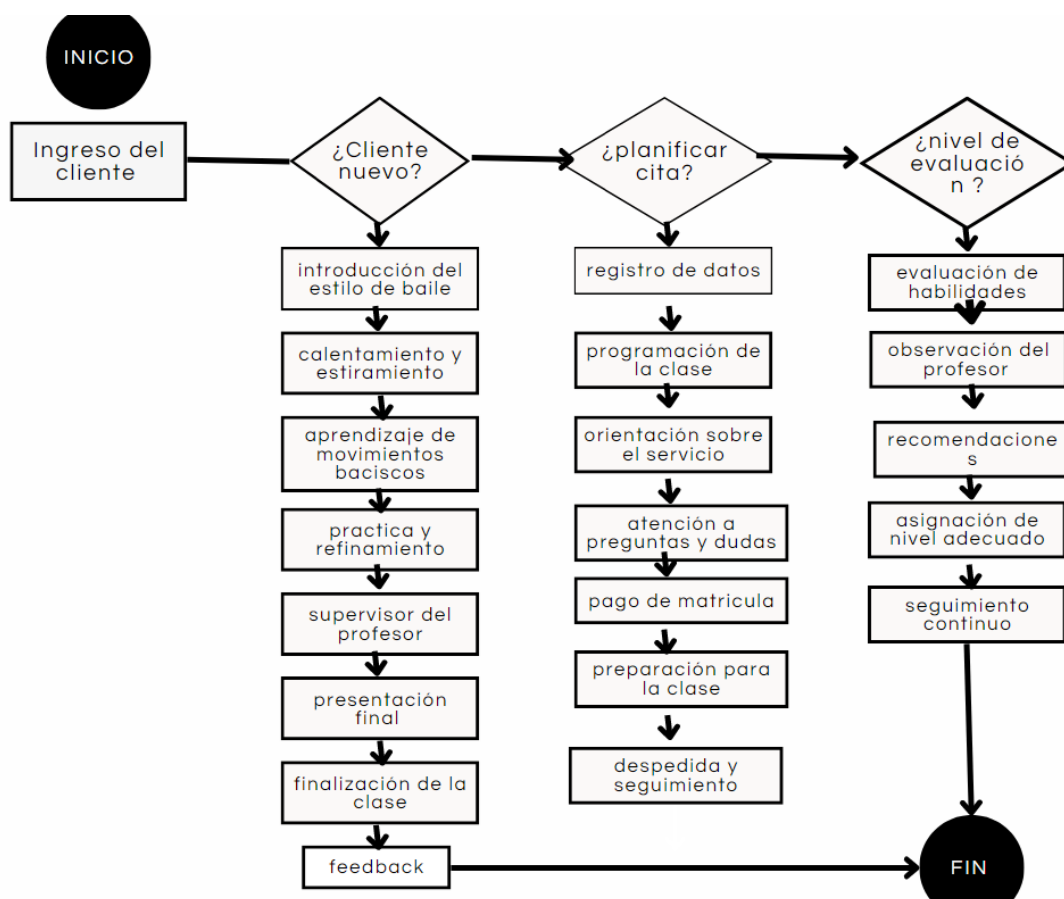 INICIO
Ingreso del
cliente
¿Cliente
nuevo?
introducción del
estilo de baile
calentamiento y
estiramiento
aprendizaje de
movimientos
baciscos
practica y
refinamiento
supervisor del
profesor
presentación
final
finalización de la
clase
feedback
¿planificar
cita?
registro de datos
programación de
la clase
orientación sobre
el servicio
atención a
preguntas y dudas
pago de matricula
preparación para
la clase
despedida y
seguimiento
¿nivel de
evaluació
n ?
evaluación de
habilidades
observación del
profesor
recomendacione
s
asignación de
nivel adecuado
seguimiento
continuo
FIN